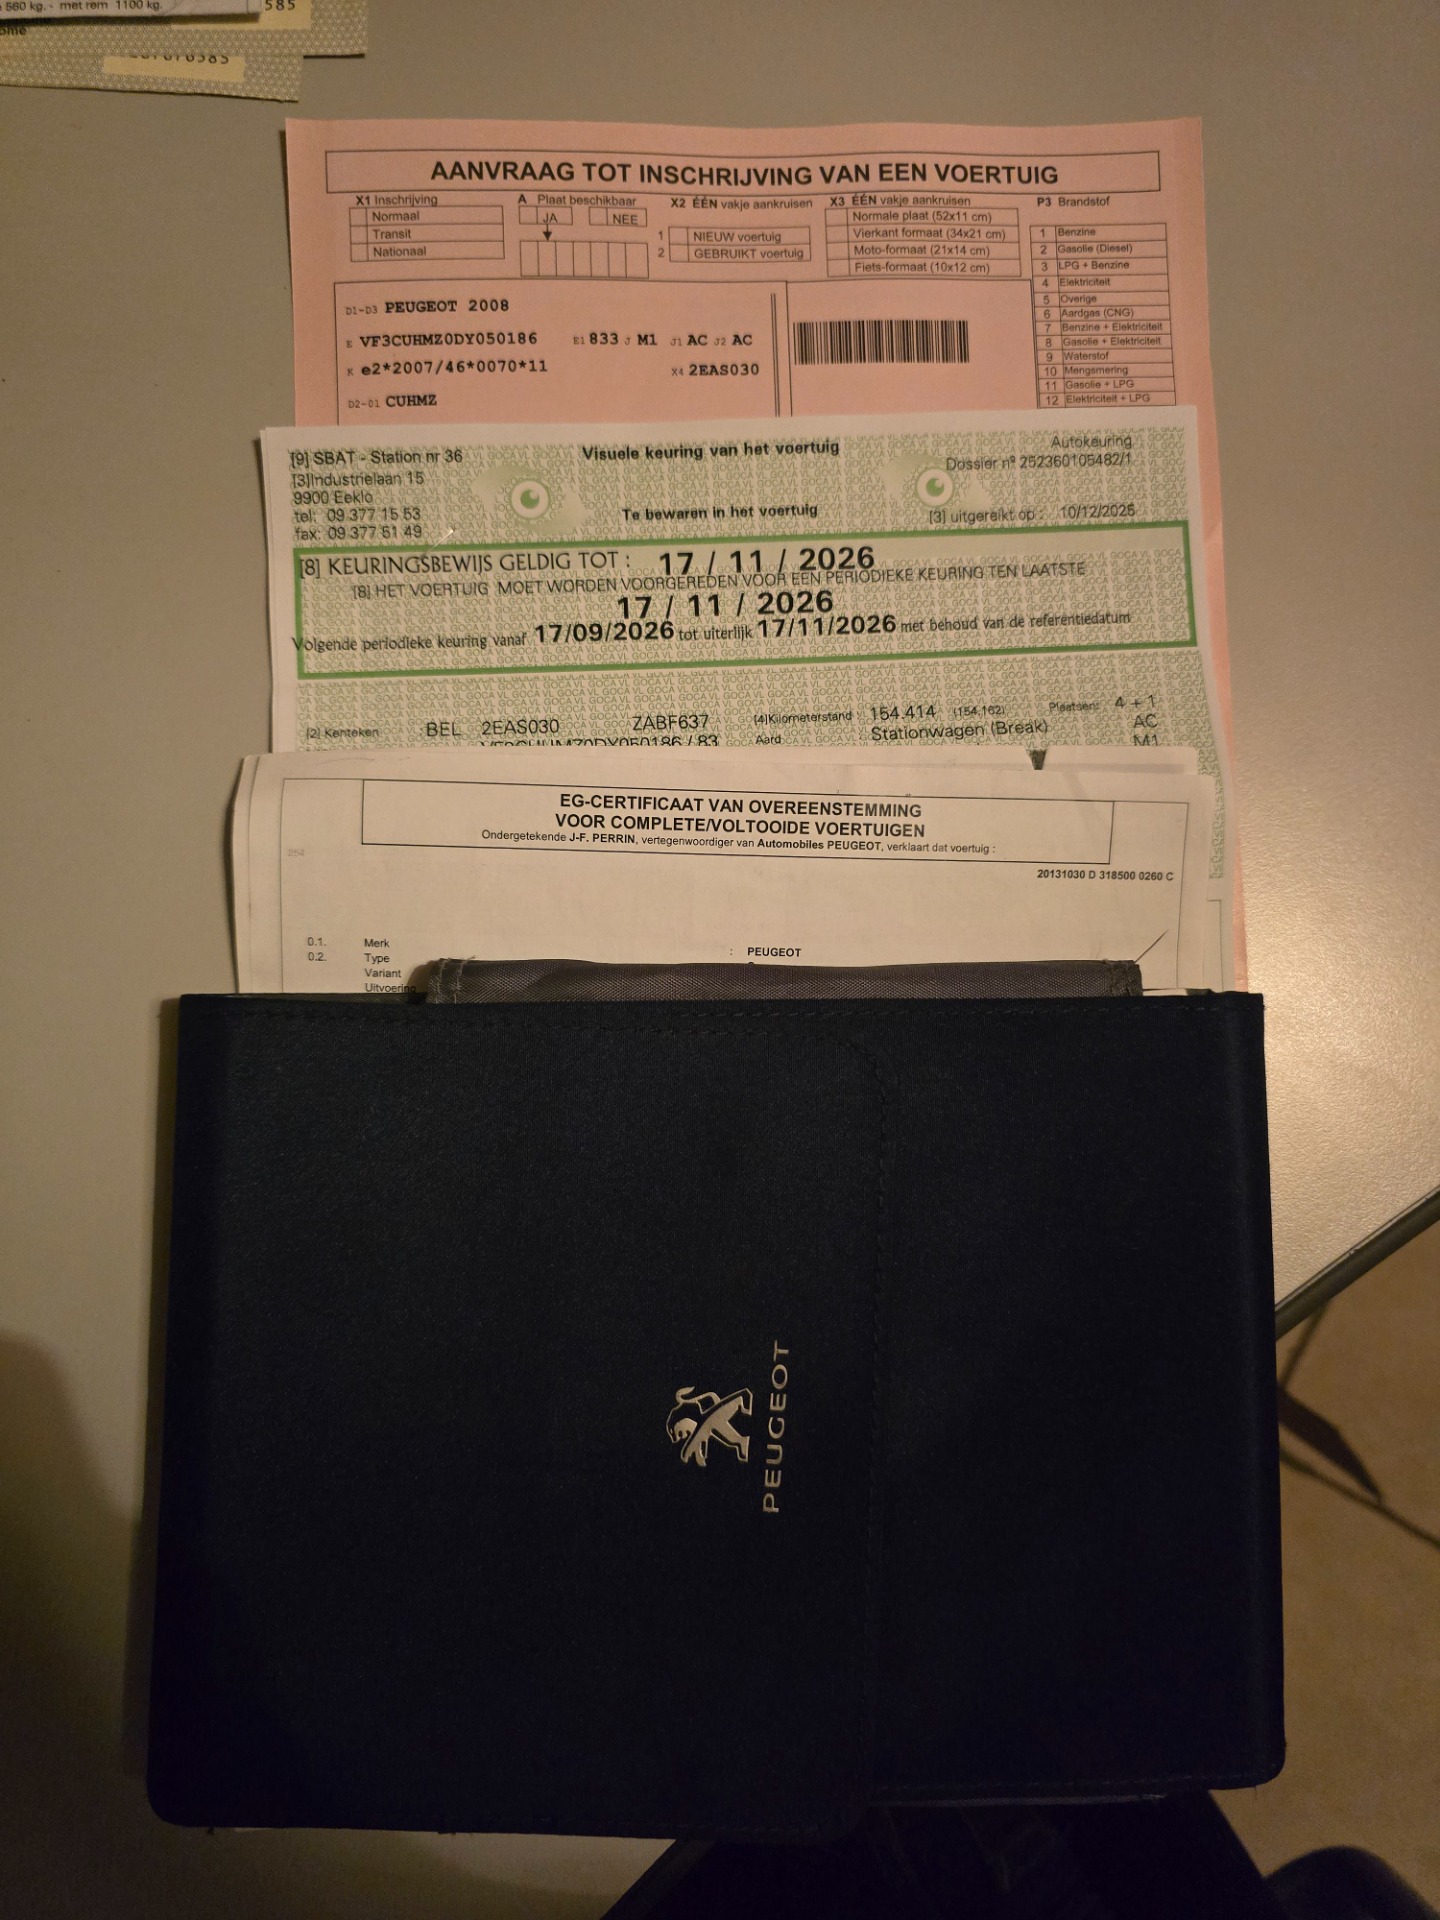 560 kg. - met rem 1100 kg.
585
AANVRAAG TOT INSCHRIJVING VAN EEN VOERTUIG
X1 Inschrijving
Normaal
Transit
Nationaal
A Plaat beschikbaar
JA NEE
X2 ÉÉN vakje aankruisen
1 NIEUW voertuig
2 GEBRUIKT voertuig
X3 ÉÉN vakje aankruisen
Normale plaat (52x11 cm)
Vierkant formaat (34x21 cm)
Moto-formaat (21x14 cm)
Fiets-formaat (10x12 cm)
P3 Brandstof
1 Benzine
2 Gasolie (Diesel)
3 LPG + Benzine
4 Elektriciteit
5 Overige
6 Aardgas (CNG)
7 Benzine + Elektriciteit
8 Gasolie + Elektriciteit
9 Waterstof
10 Mengsmering
11 Gasolie + LPG
12 Elektriciteit + LPG
D1-D3 PEUGEOT 2008
E VF3CUHMZ0DY050186 E1 833 J M1 J1 AC J2 AC
K e2*2007/46*0070*11 X4 2EAS030
D2-01 CUHMZ
[9] SBAT - Station nr 36
[3]Industrielaan 15
9900 Eeklo
tel: 09 377 15 53
fax: 09 377 51 49
Visuele keuring van het voertuig
Te bewaren in het voertuig
Autokeuring
Dossier n° 252360105482/1
[3] uitgereikt op : 10/12/2025
[8] KEURINGSBEWIJS GELDIG TOT : 17 / 11 / 2026
[8] HET VOERTUIG MOET WORDEN VOORGEREDEN VOOR EEN PERIODIEKE KEURING TEN LAATSTE
17 / 11 / 2026
Volgende periodieke keuring vanaf 17/09/2026 tot uiterlijk 17/11/2026 met behoud van de referentiedatum
[2] Kenteken BEL 2EAS030 ZABF637 [4]Kilometerstand : 154.414 (154.162) Plaatsen: 4 + 1
VF3CUHMZ0DY050186 / 83 Aard Stationwagen (Break) AC
M1
EG-CERTIFICAAT VAN OVEREENSTEMMING
VOOR COMPLETE/VOLTOOIDE VOERTUIGEN
Ondergetekende J-F. PERRIN, vertegenwoordiger van Automobiles PEUGEOT, verklaart dat voertuig :
20131030 D 318500 0260 C
0.1. Merk : PEUGEOT
0.2. Type
Variant
Uitvoering
PEUGEOT